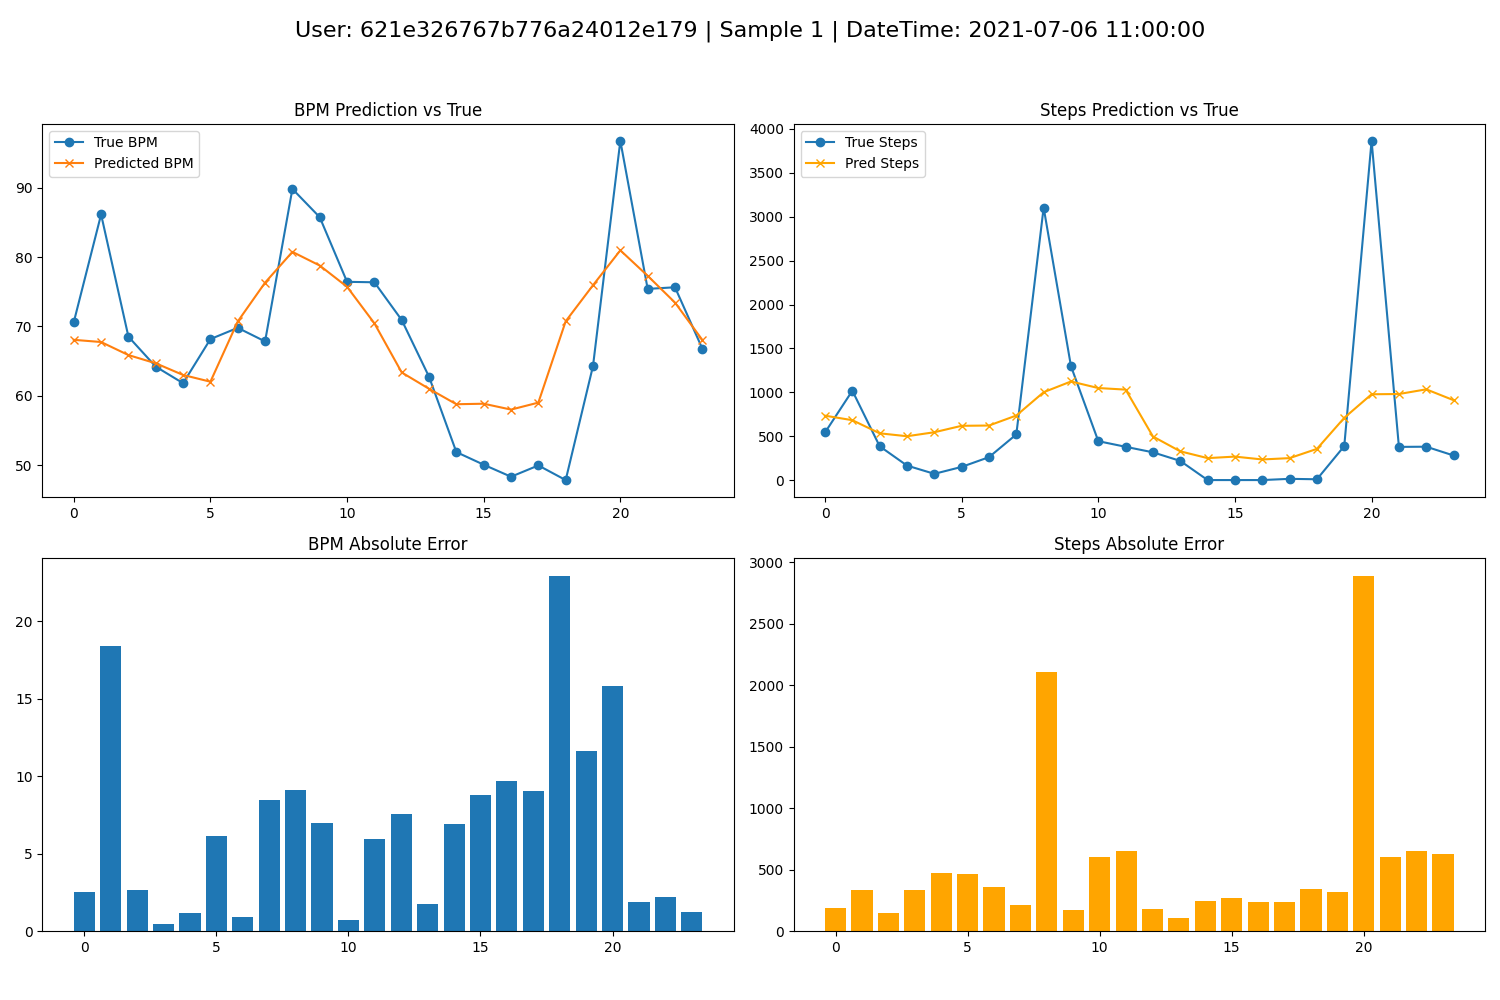 User: 621e326767b776a24012e179 | Sample 1 | DateTime: 2021-07-06 11:00:00
BPM Prediction vs True
True BPM
Predicted BPM
90
80
70
60
50
0 5 10 15 20
Steps Prediction vs True
True Steps
Pred Steps
4000
3500
3000
2500
2000
1500
1000
500
0
0 5 10 15 20
BPM Absolute Error
20
15
10
5
0
0 5 10 15 20
Steps Absolute Error
3000
2500
2000
1500
1000
500
0
0 5 10 15 20